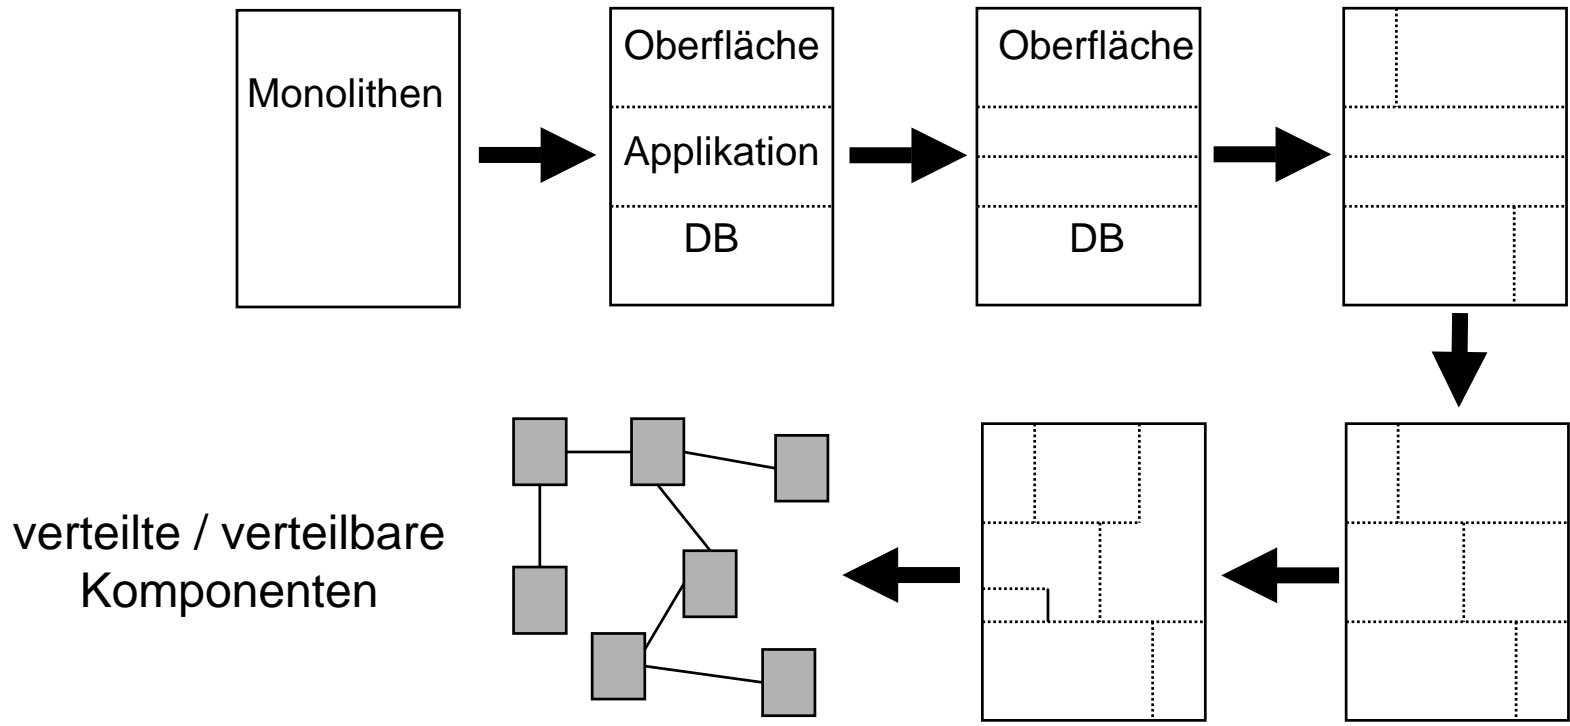 Monolithen
Oberfläche
Applikation
DB
Oberfläche
DB
verteilte / verteilbare
Komponenten